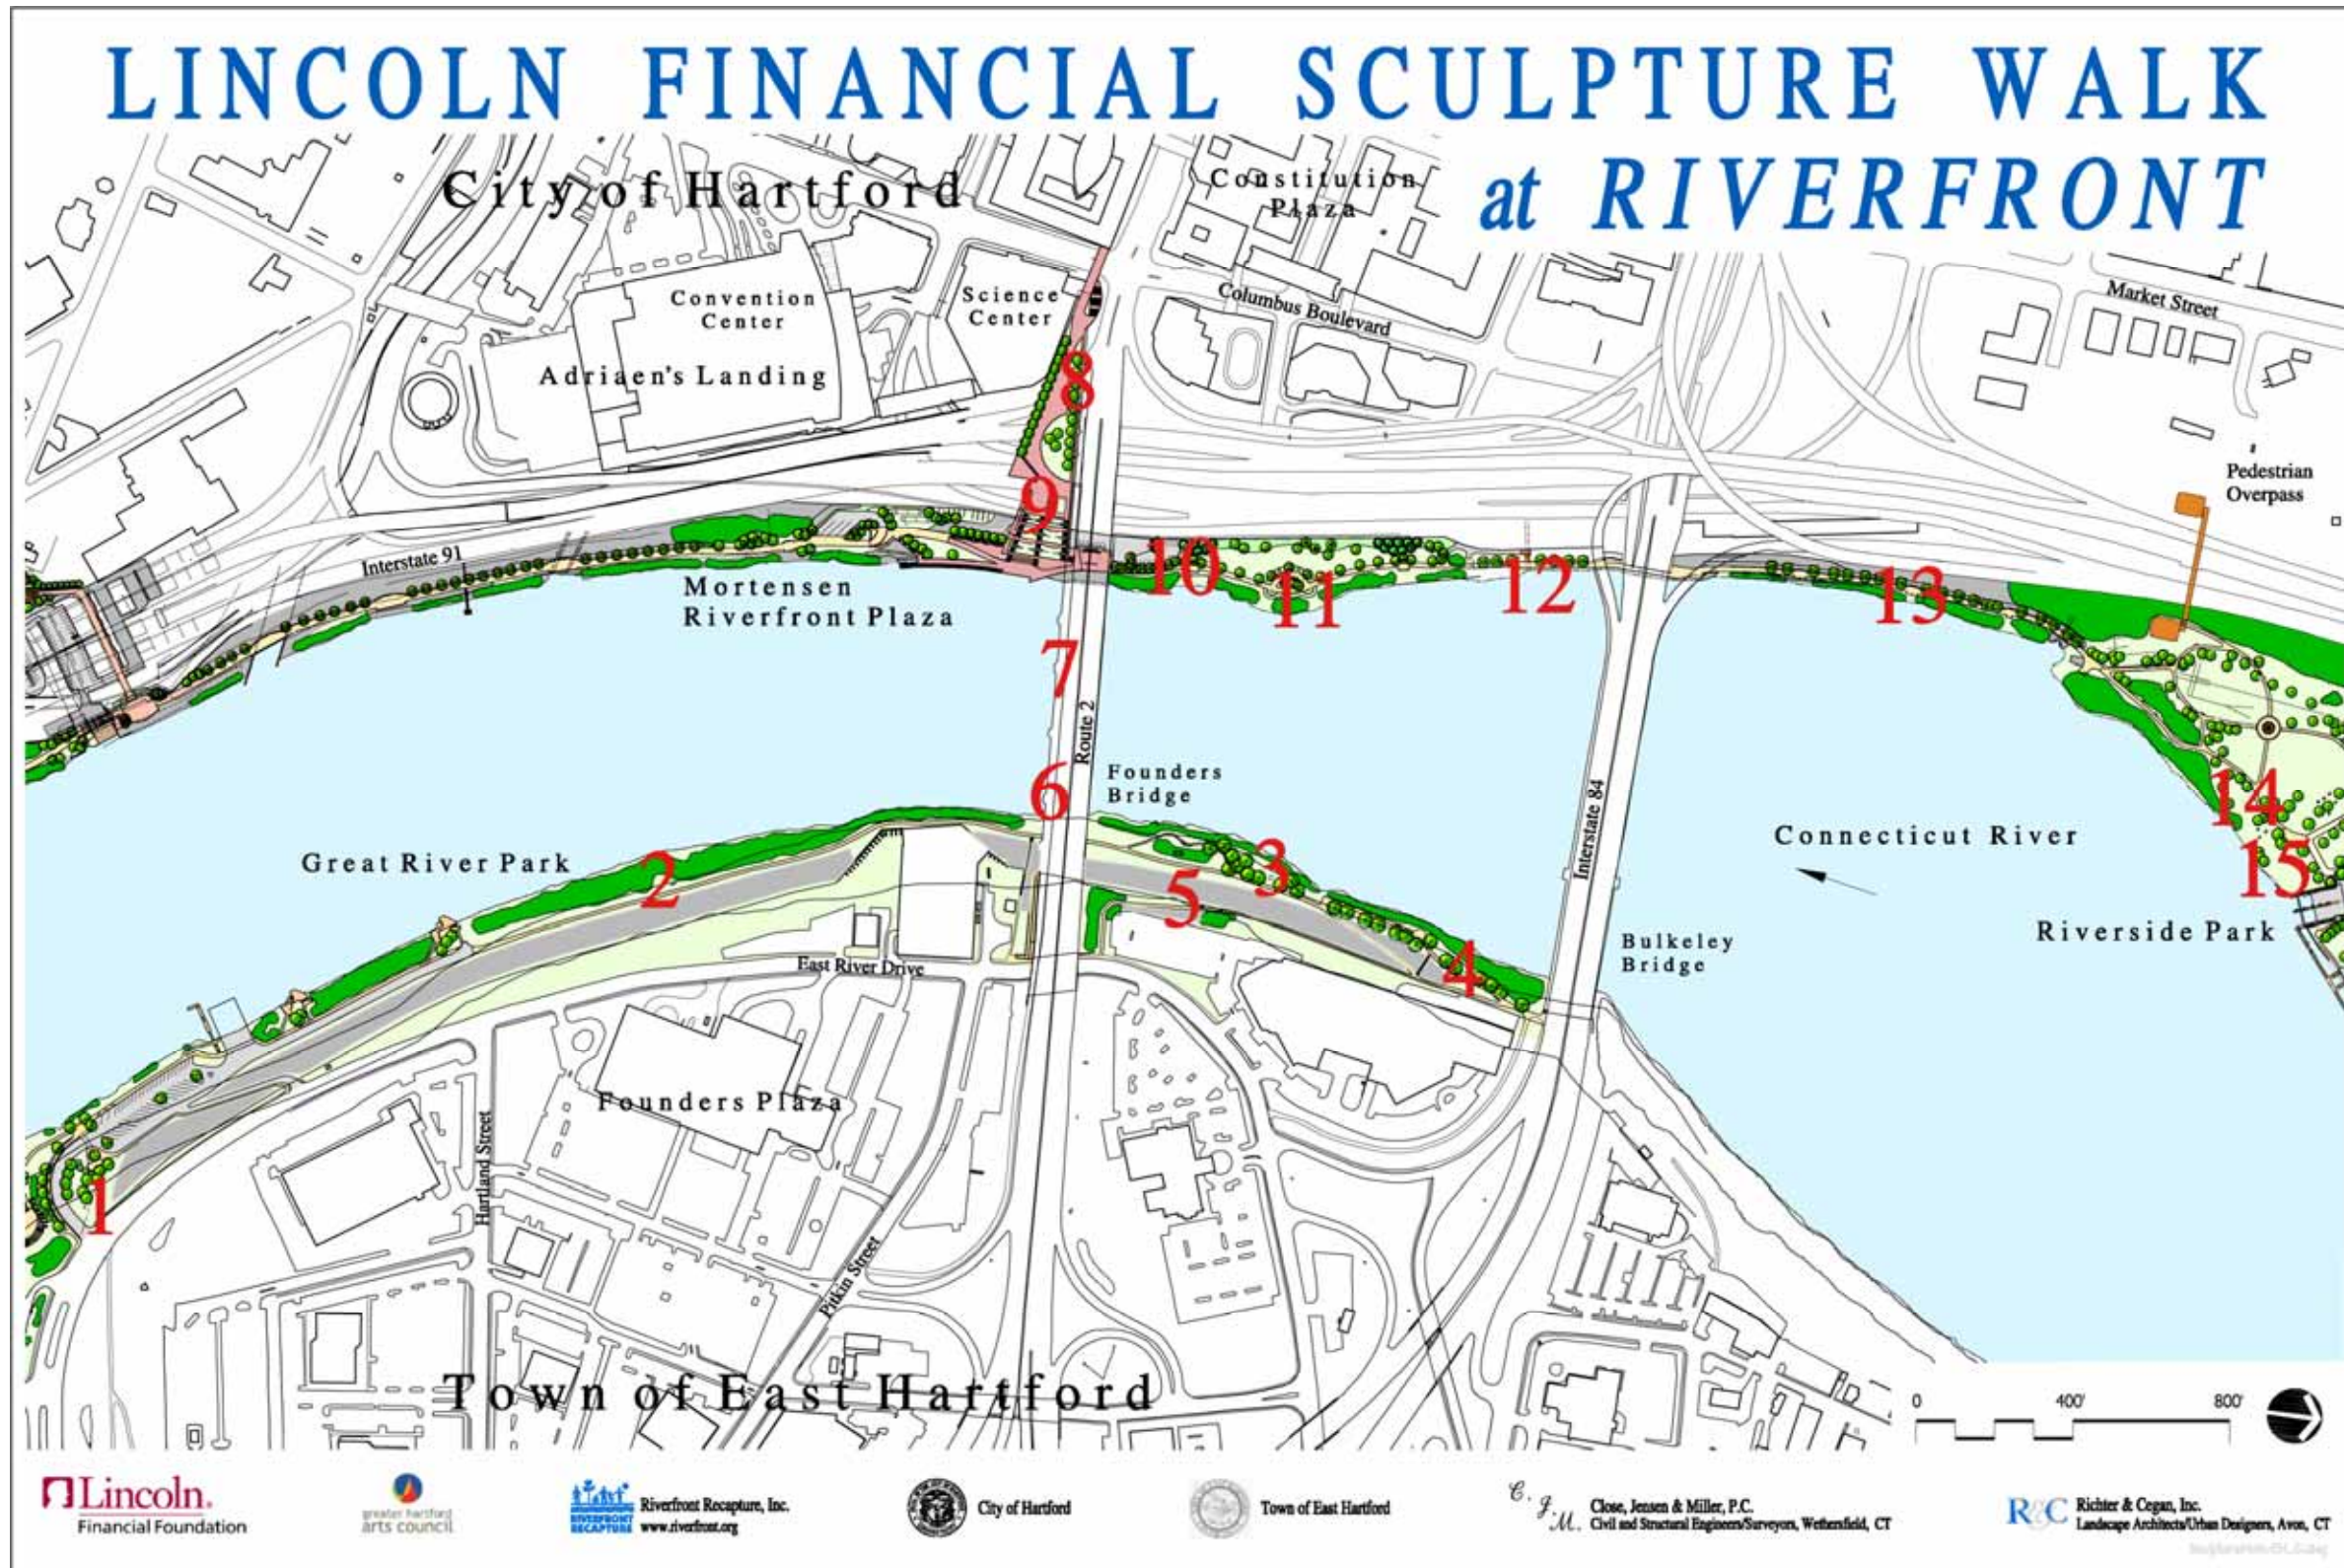 LINCOLN FINANCIAL SCULPTURE WALK
at RIVERFRONT
City of Hartford
Constitution
Plaza
Convention
Center
Science
Center
Columbus Boulevard
Market Street
Adriaen's Landing
8
Pedestrian
Overpass
9
Interstate 91
Mortensen
Riverfront Plaza
10
11
12
13
7
Route 2
6
Founders
Bridge
Interstate 84
14
Connecticut River
Great River Park
2
3
5
15
Riverside Park
4
Bulkeley
Bridge
East River Drive
Founders Plaza
Hartland Street
1
Pitkin Street
Town of East Hartford
0 400' 800'
Lincoln.
Financial Foundation
greater hartford
arts council
RIVERFRONT
RECAPTURE
Riverfront Recapture, Inc.
www.riverfront.org
City of Hartford
Town of East Hartford
C. J. M.
Close, Jensen & Miller, P.C.
Civil and Structural Engineers/Surveyors, Wethersfield, CT
R&C
Richter & Cegan, Inc.
Landscape Architects/Urban Designers, Avon, CT